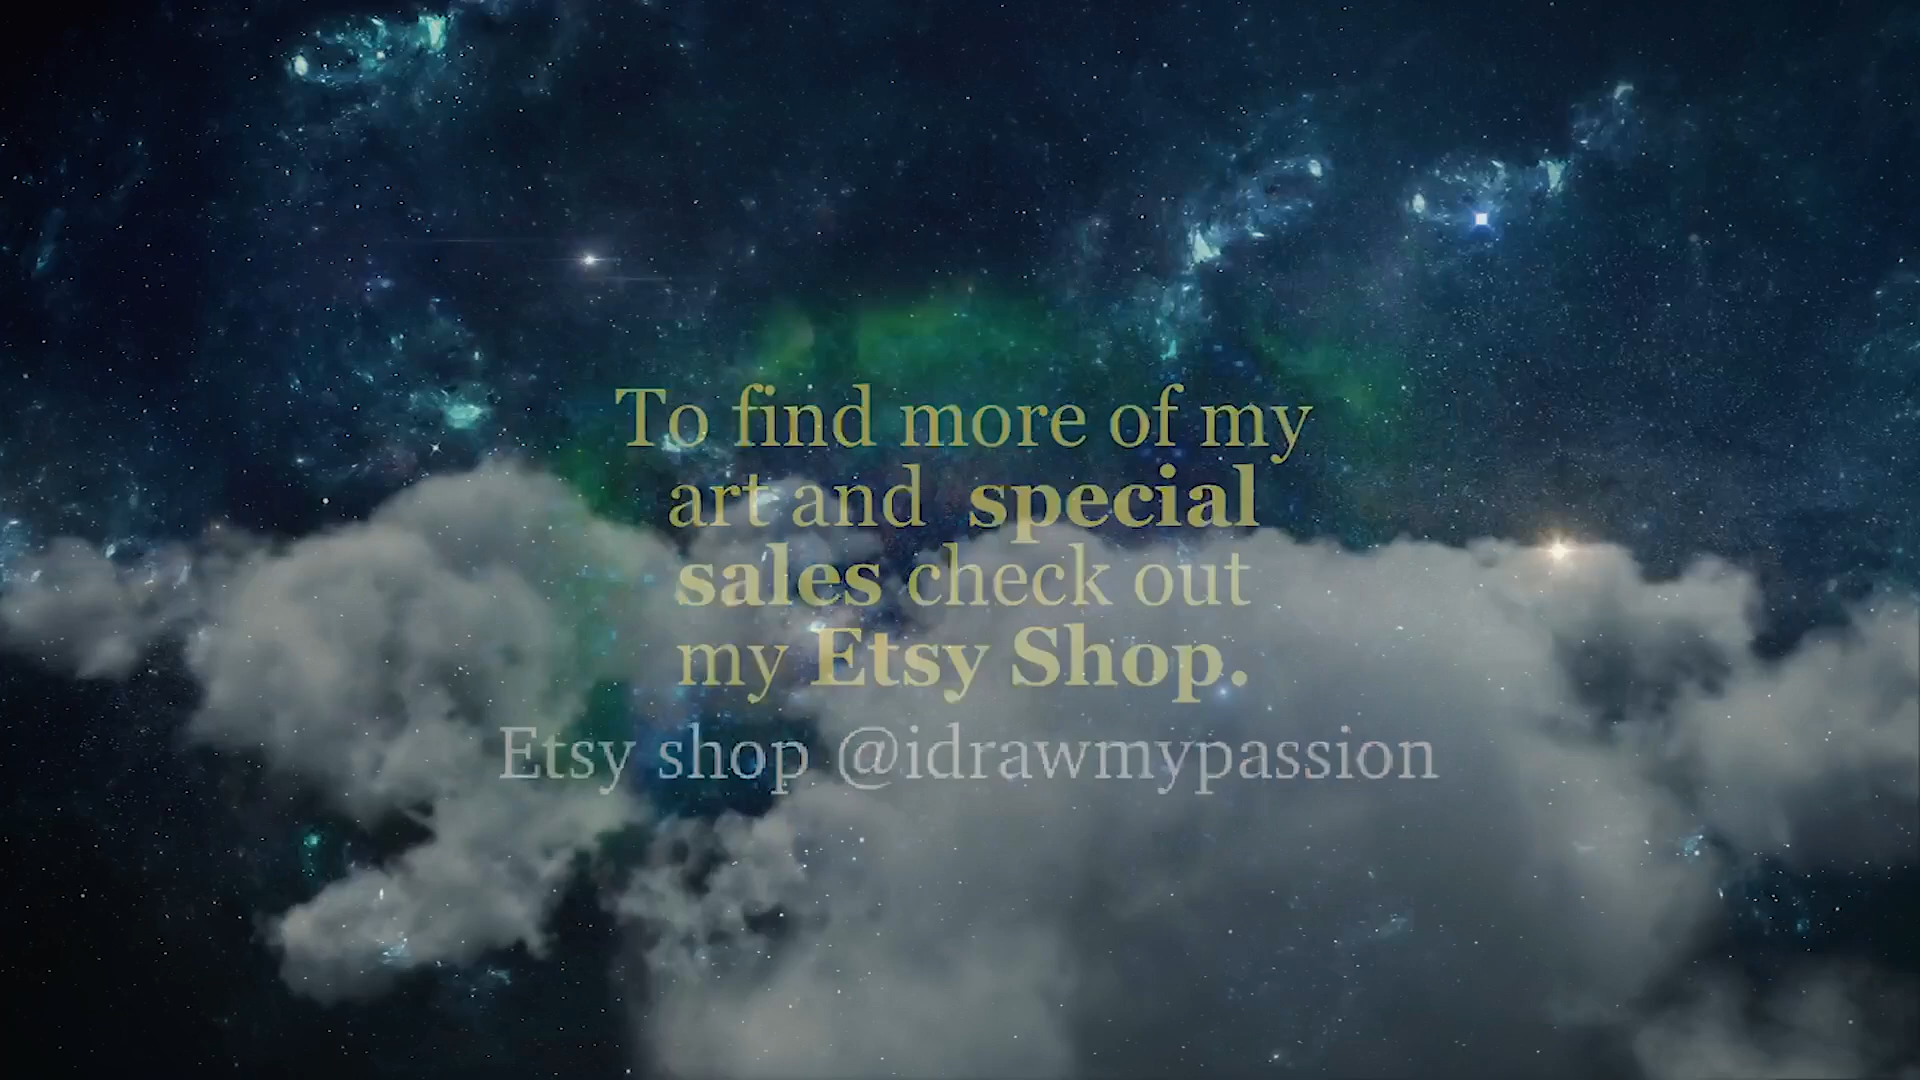 To find more of my
art and special
sales check out
my Etsy Shop.
Etsy shop @idrawmypassion